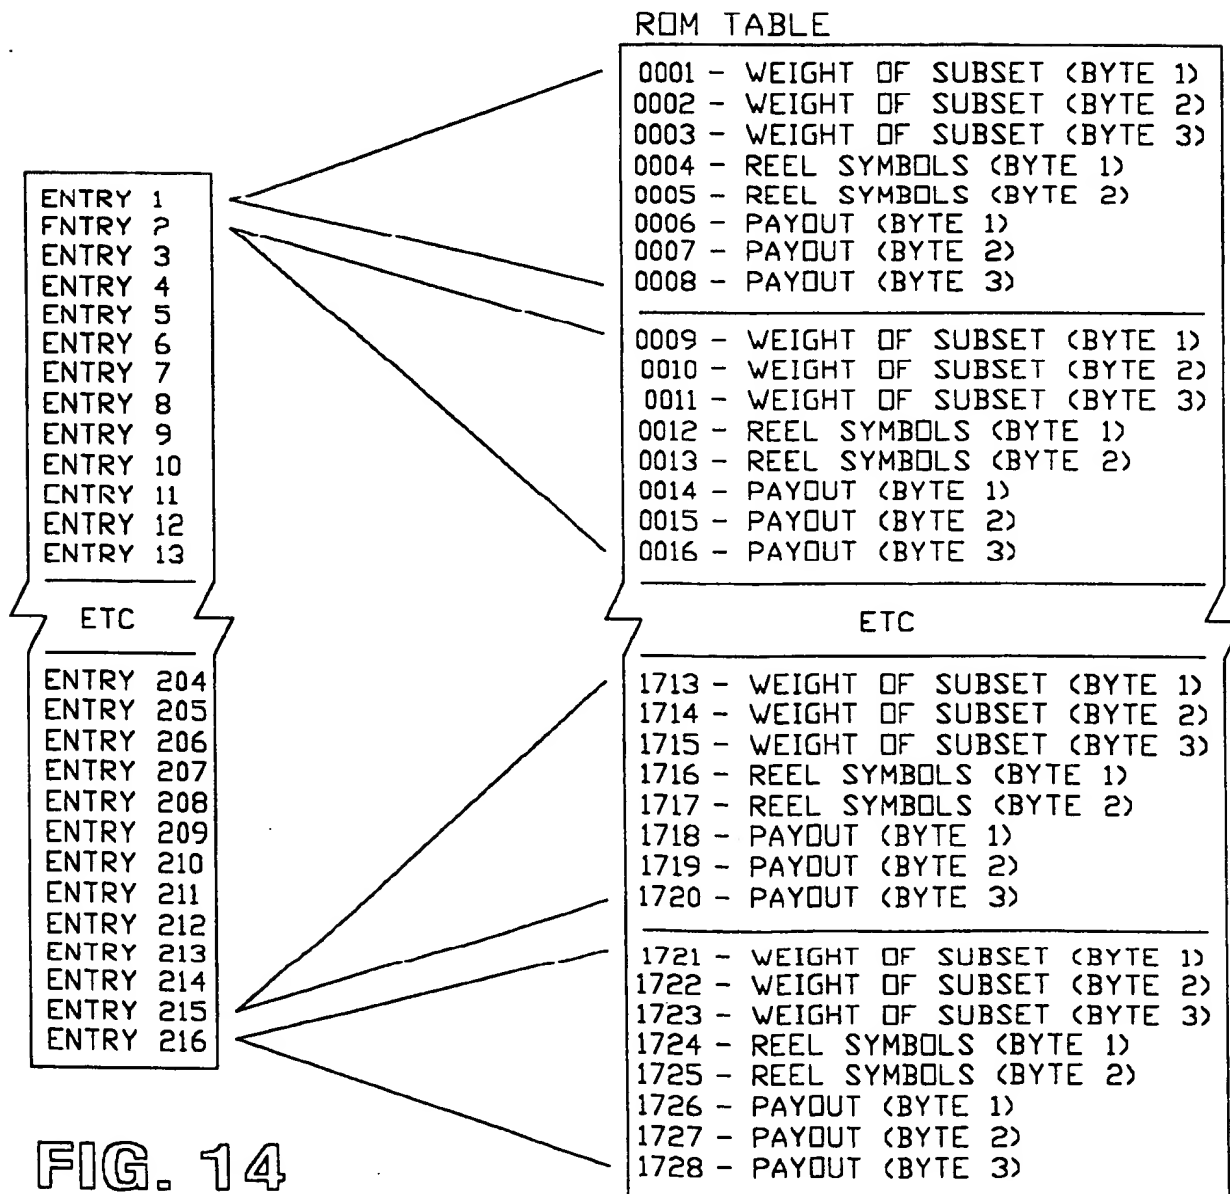 ROM TABLE
ENTRY 1
ENTRY 2
ENTRY 3
ENTRY 4
ENTRY 5
ENTRY 6
ENTRY 7
ENTRY 8
ENTRY 9
ENTRY 10
ENTRY 11
ENTRY 12
ENTRY 13
ETC
ENTRY 204
ENTRY 205
ENTRY 206
ENTRY 207
ENTRY 208
ENTRY 209
ENTRY 210
ENTRY 211
ENTRY 212
ENTRY 213
ENTRY 214
ENTRY 215
ENTRY 216
0001 - WEIGHT OF SUBSET (BYTE 1)
0002 - WEIGHT OF SUBSET (BYTE 2)
0003 - WEIGHT OF SUBSET (BYTE 3)
0004 - REEL SYMBOLS (BYTE 1)
0005 - REEL SYMBOLS (BYTE 2)
0006 - PAYOUT (BYTE 1)
0007 - PAYOUT (BYTE 2)
0008 - PAYOUT (BYTE 3)
0009 - WEIGHT OF SUBSET (BYTE 1)
0010 - WEIGHT OF SUBSET (BYTE 2)
0011 - WEIGHT OF SUBSET (BYTE 3)
0012 - REEL SYMBOLS (BYTE 1)
0013 - REEL SYMBOLS (BYTE 2)
0014 - PAYOUT (BYTE 1)
0015 - PAYOUT (BYTE 2)
0016 - PAYOUT (BYTE 3)
ETC
1713 - WEIGHT OF SUBSET (BYTE 1)
1714 - WEIGHT OF SUBSET (BYTE 2)
1715 - WEIGHT OF SUBSET (BYTE 3)
1716 - REEL SYMBOLS (BYTE 1)
1717 - REEL SYMBOLS (BYTE 2)
1718 - PAYOUT (BYTE 1)
1719 - PAYOUT (BYTE 2)
1720 - PAYOUT (BYTE 3)
1721 - WEIGHT OF SUBSET (BYTE 1)
1722 - WEIGHT OF SUBSET (BYTE 2)
1723 - WEIGHT OF SUBSET (BYTE 3)
1724 - REEL SYMBOLS (BYTE 1)
1725 - REEL SYMBOLS (BYTE 2)
1726 - PAYOUT (BYTE 1)
1727 - PAYOUT (BYTE 2)
1728 - PAYOUT (BYTE 3)
FIG. 14